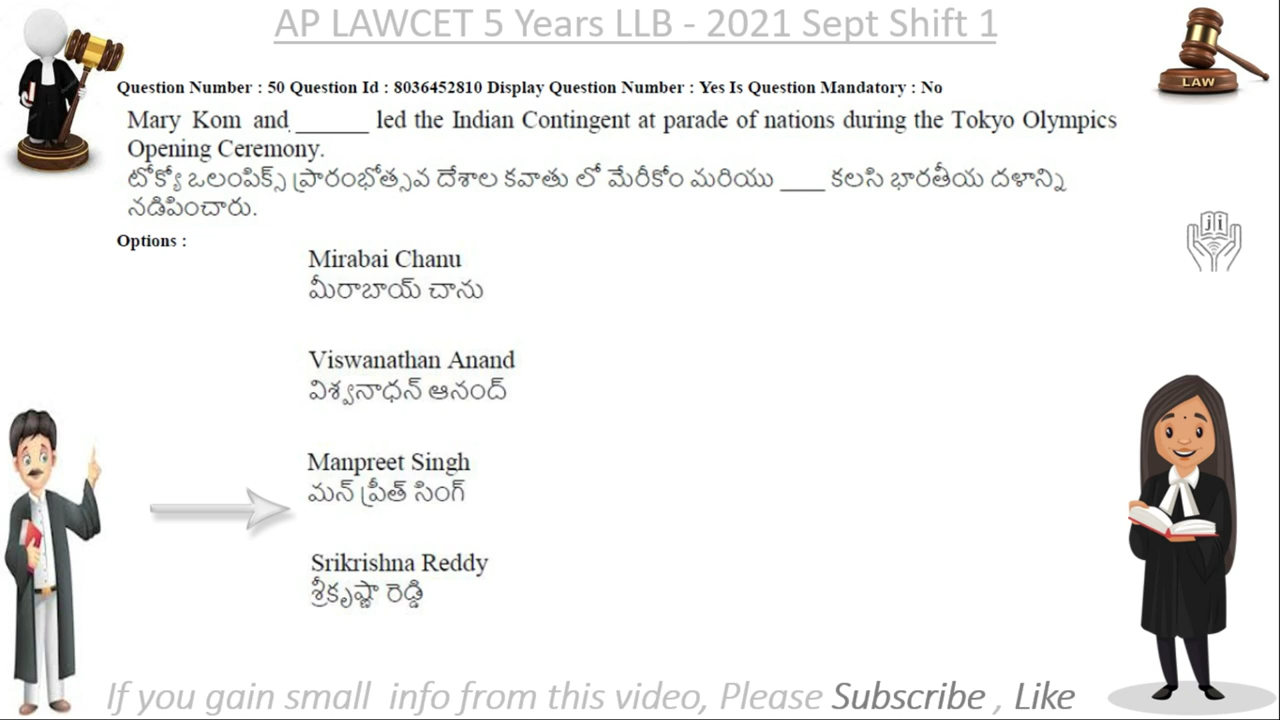 AP LAWCET 5 Years LLB - 2021 Sept Shift 1
LAW
Question Number : 50 Question Id : 8036452810 Display Question Number : Yes Is Question Mandatory : No
Mary Kom and ______ led the Indian Contingent at parade of nations during the Tokyo Olympics
Opening Ceremony.
టోక్యో ఒలంపిక్స్ ప్రారంభోత్సవ దేశాల కవాతు లో మేరీకోం మరియు ____ కలసి భారతీయ దళాన్ని
నడిపించారు.
Options :
ji
Mirabai Chanu
మీరాబాయ్ చాను
Viswanathan Anand
విశ్వనాధన్ ఆనంద్
Manpreet Singh
మన్ ప్రీత్ సింగ్
Srikrishna Reddy
శ్రీకృష్ణా రెడ్డి
If you gain small info from this video, Please Subscribe , Like